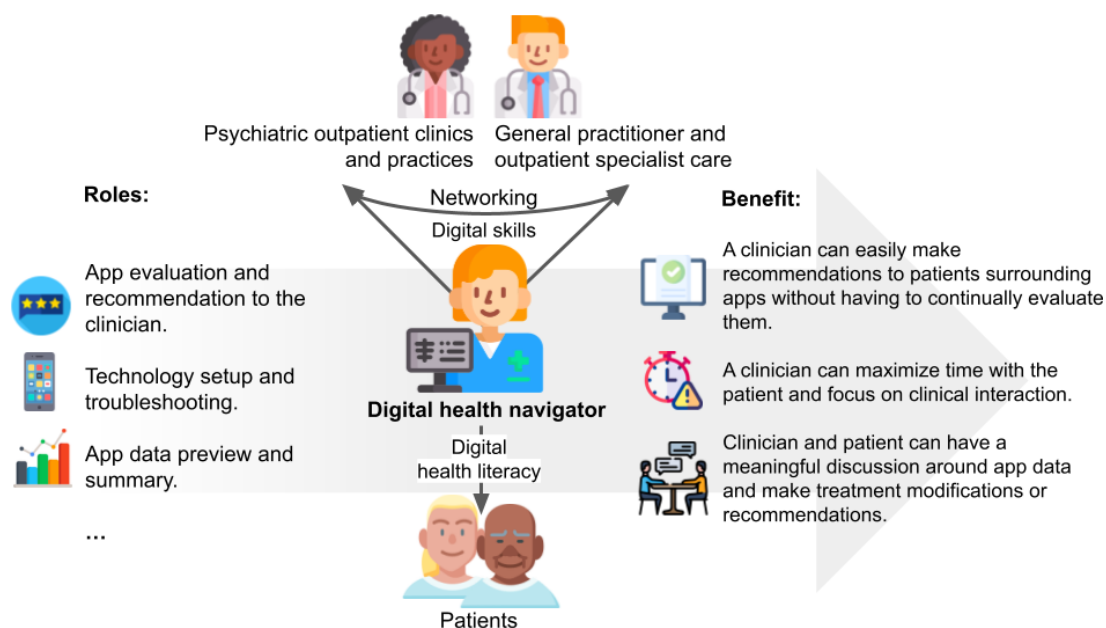 Psychiatric outpatient clinics
and practices
General practitioner and
outpatient specialist care
Networking
Digital skills
Roles:
App evaluation and
recommendation to the
clinician.
Technology setup and
troubleshooting.
App data preview and
summary.
...
Digital health navigator
Digital
health literacy
Patients
Benefit:
A clinician can easily make
recommendations to patients surrounding
apps without having to continually evaluate
them.
A clinician can maximize time with the
patient and focus on clinical interaction.
Clinician and patient can have a
meaningful discussion around app data
and make treatment modifications or
recommendations.